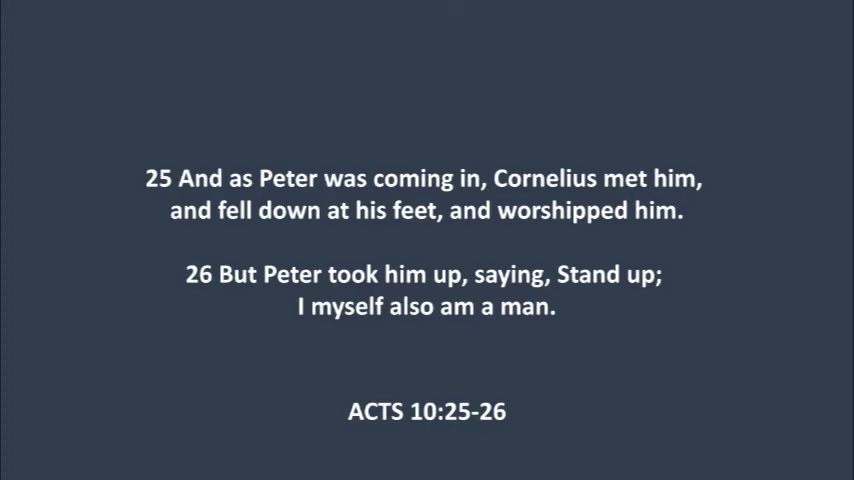 25 And as Peter was coming in, Cornelius met him,
and fell down at his feet, and worshipped him.
26 But Peter took him up, saying, Stand up;
I myself also am a man.
ACTS 10:25-26